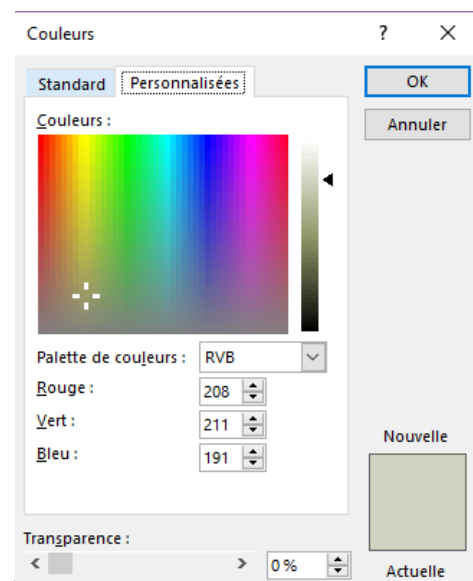 Couleurs ?
Standard Personnalisées OK
Couleurs : Annuler
Palette de couleurs : RVB
Rouge : 208
Vert : 211
Bleu : 191
Nouvelle
Transparence :
0 %
Actuelle